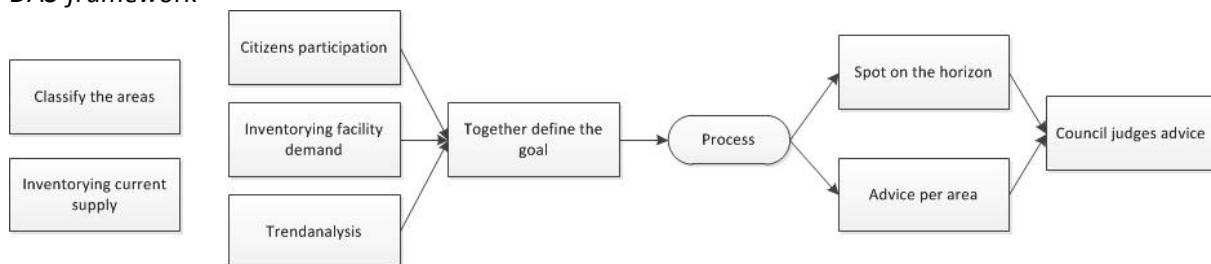 DAS framework
Classify the areas
Inventorying current
supply
Citizens participation
Inventorying facility
demand
Trendanalysis
Together define the
goal
Process
Spot on the horizon
Advice per area
Council judges advice